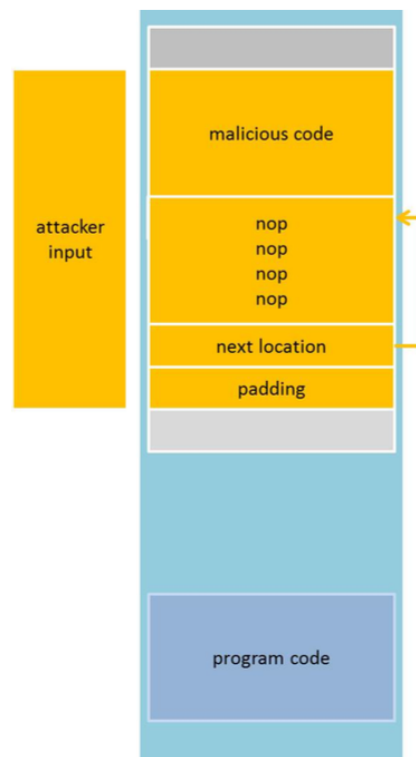 malicious code
attacker
input
nop
nop
nop
nop
next location
padding
program code